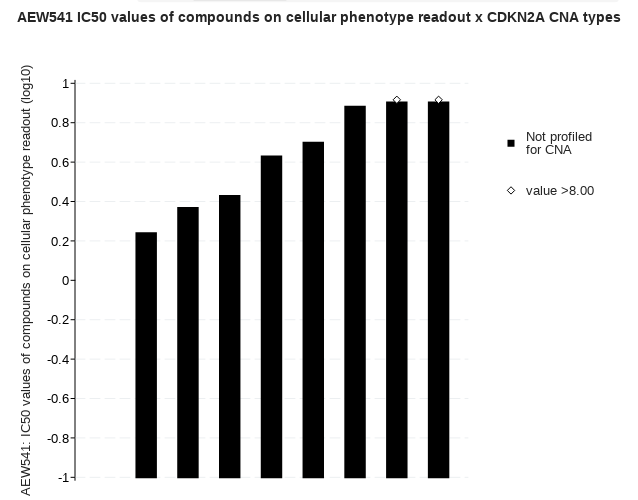 AEW541 IC50 values of compounds on cellular phenotype readout x CDKN2A CNA types
AEW541: IC50 values of compounds on cellular phenotype readout (log10)
1
0.8
0.6
0.4
0.2
0
-0.2
-0.4
-0.6
-0.8
-1
Not profiled
for CNA
value >8.00